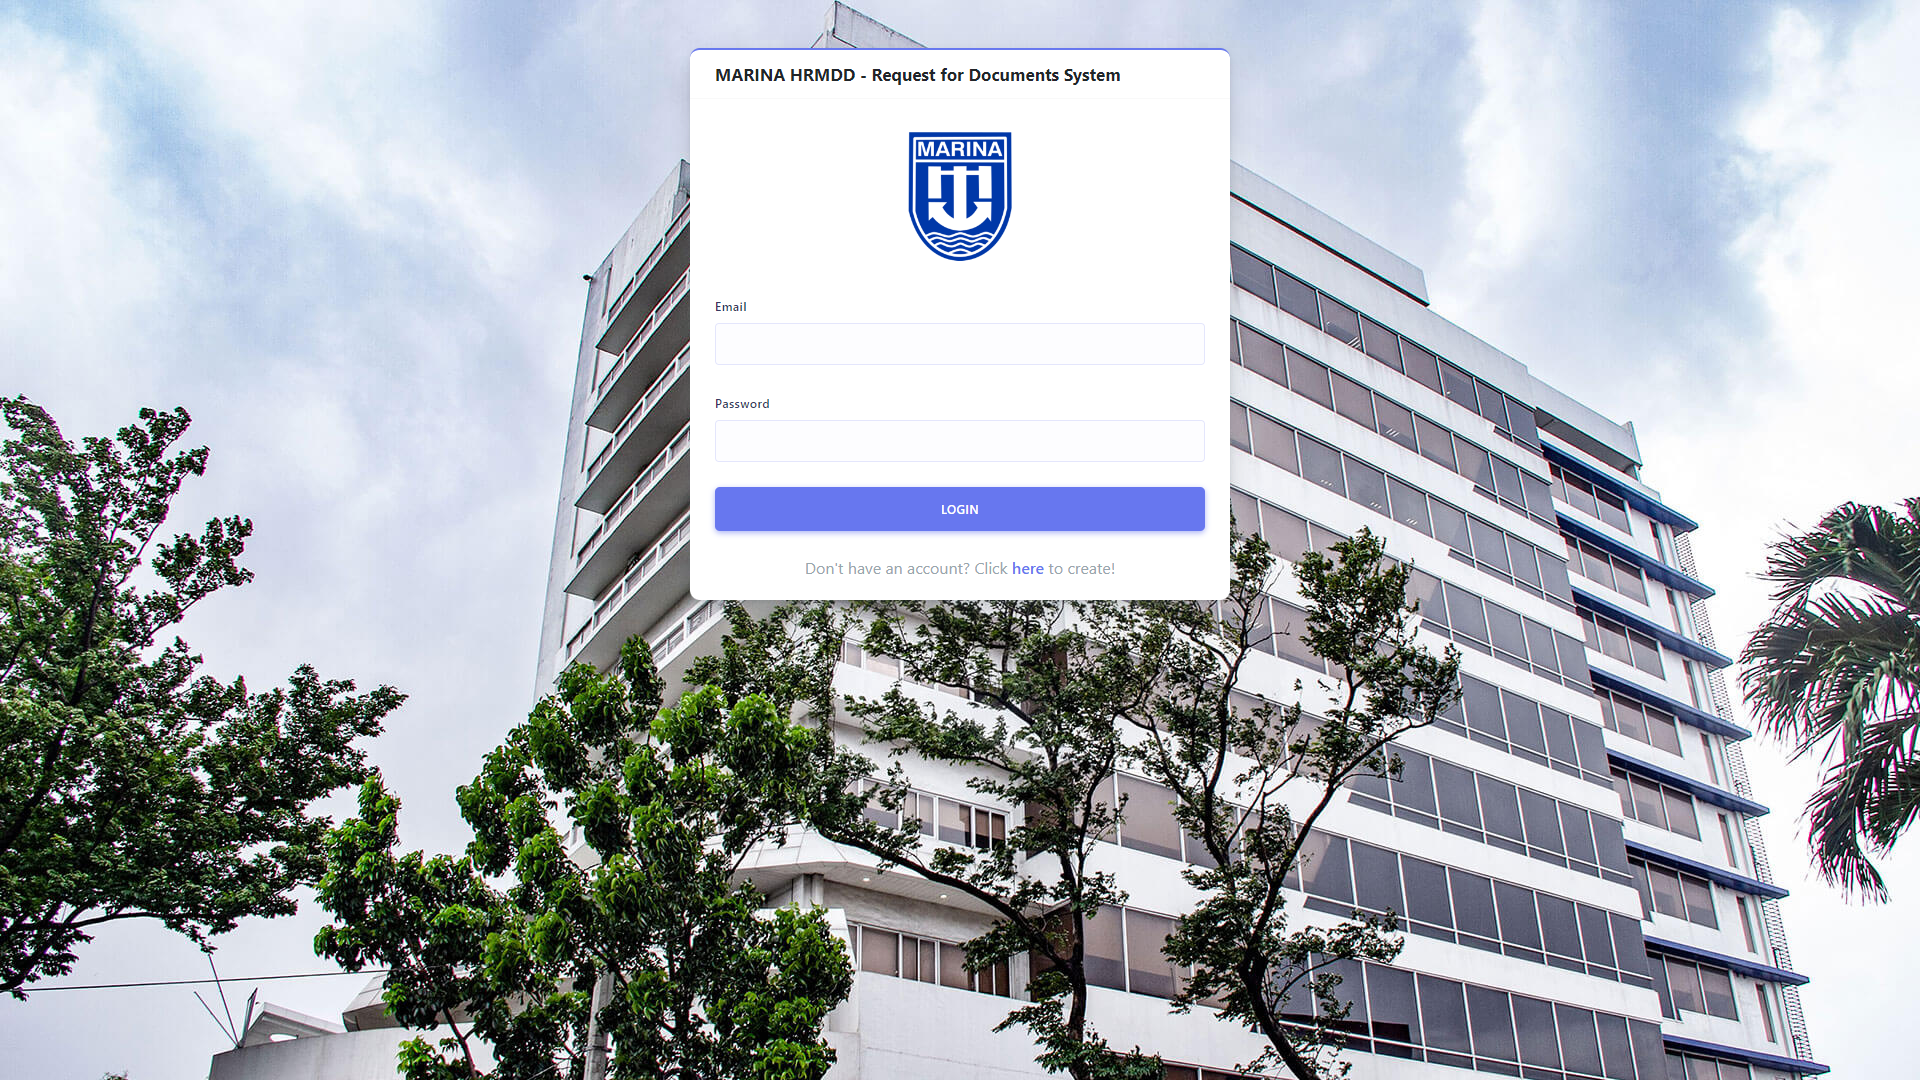 MARINA HRMDD - Request for Documents System
MARINA
Email
Password
LOGIN
Don't have an account? Click here to create!